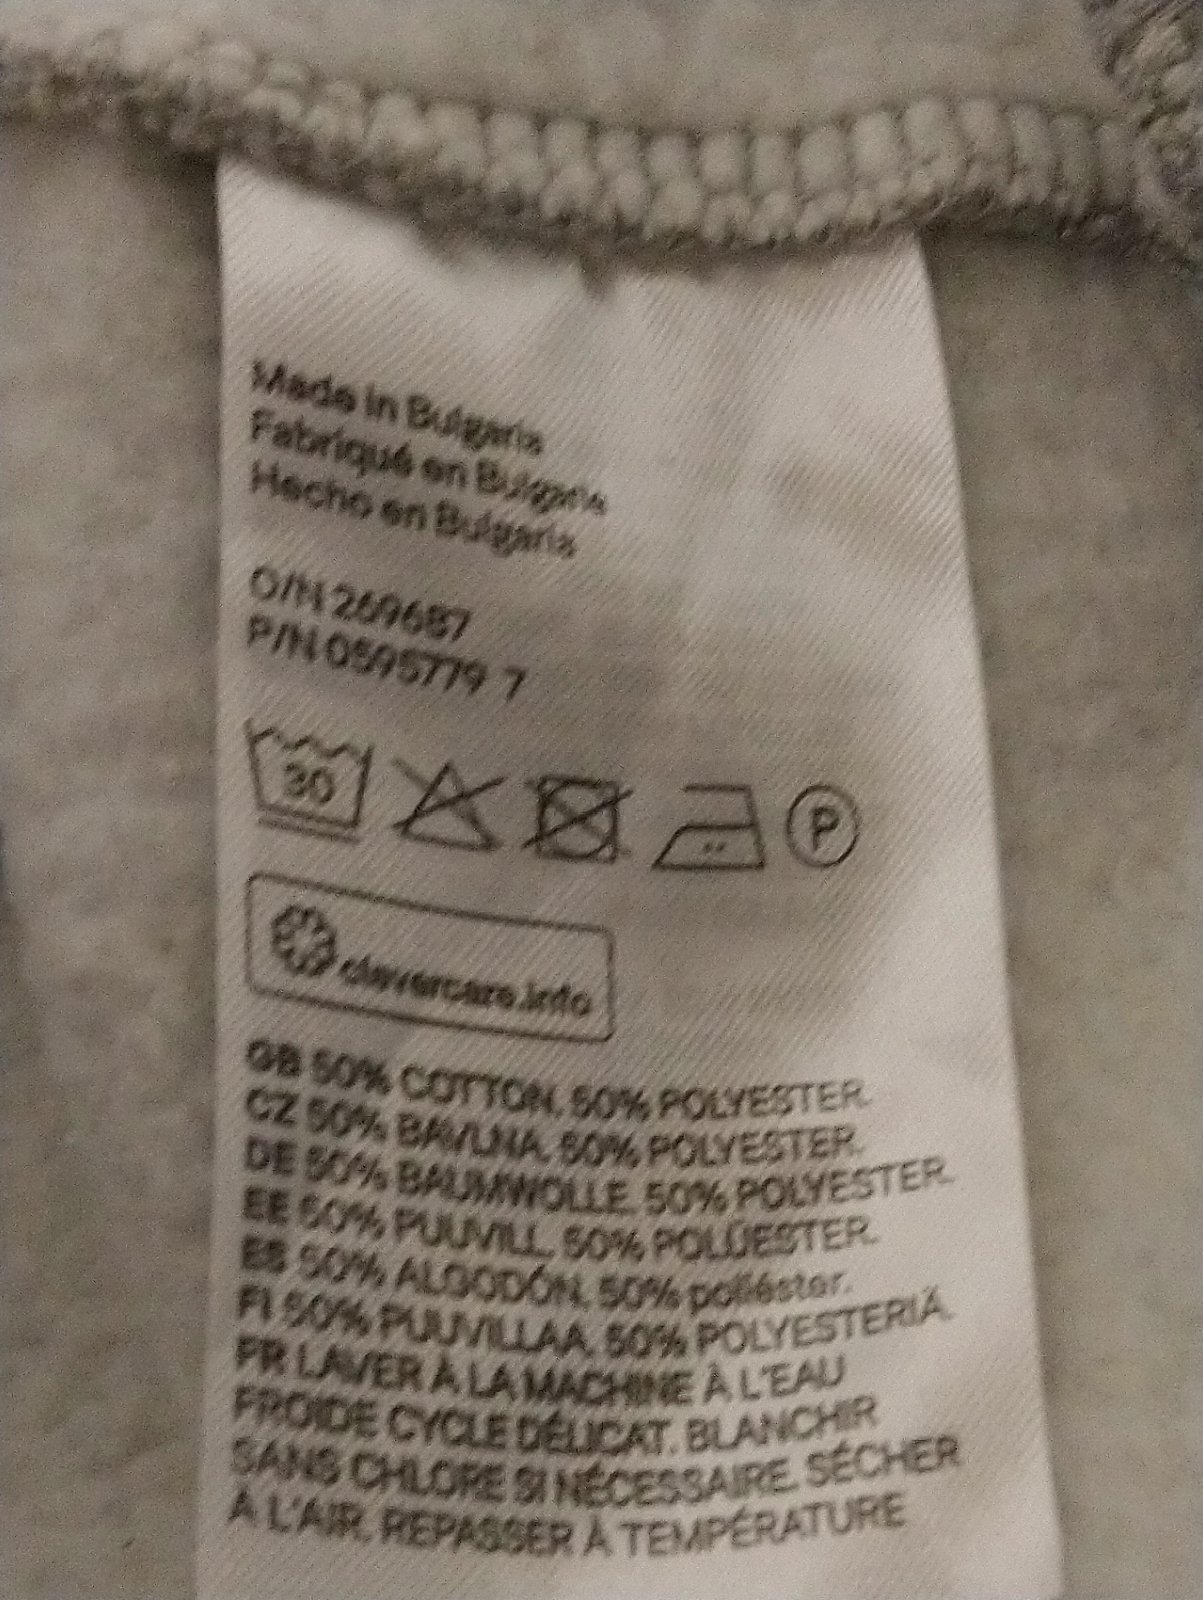 Made in Bulgaria
Fabriqué en Bulgaria
Hecho en Bulgaria
O/N 269687
P/N 0595779 7
30
P
clevercare.info
GB 50% COTTON. 50% POLYESTER.
CZ 50% BAVLNA. 50% POLYESTER.
DE 50% BAUMWOLLE. 50% POLYESTER.
EE 50% PUUVILL. 50% POLÜESTER.
ES 50% ALGODÓN. 50% poliéster.
FI 50% PUUVILLAA. 50% POLYESTERIÄ.
FR LAVER À LA MACHINE À L'EAU
FROIDE CYCLE DÉLICAT. BLANCHIR
SANS CHLORE SI NÉCESSAIRE. SÉCHER
À L'AIR. REPASSER À TEMPÉRATURE